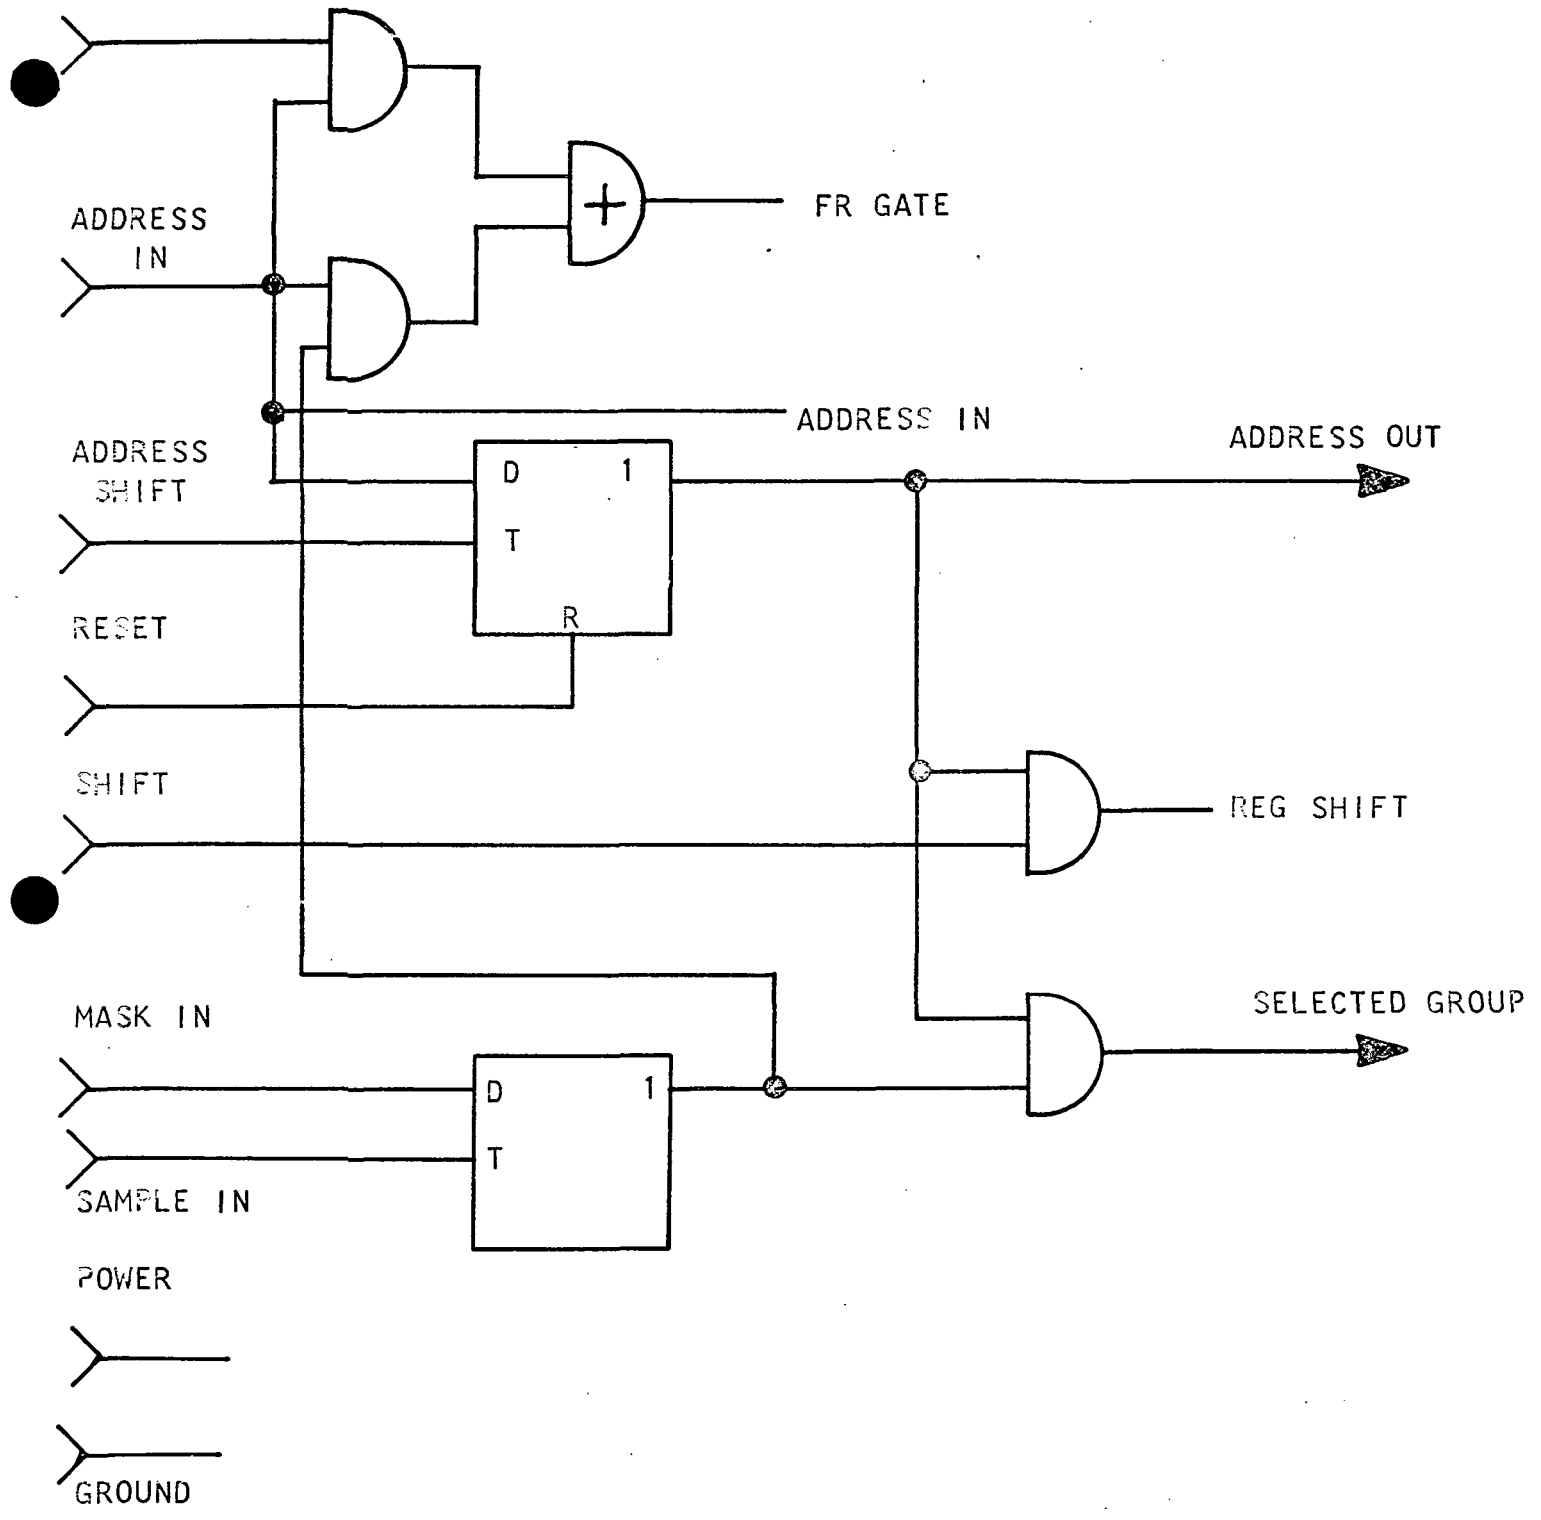 ADDRESS
IN
+
FR GATE
ADDRESS IN
ADDRESS OUT
ADDRESS
SHIFT
D 1
T
R
RESET
SHIFT
REG SHIFT
MASK IN
SELECTED GROUP
D 1
T
SAMPLE IN
POWER
GROUND